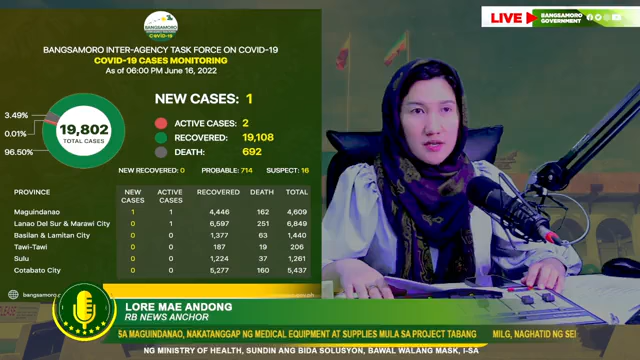 BANGSAMORO
COVID-19
BANGSAMORO INTER-AGENCY TASK FORCE ON COVID-19
COVID-19 CASES MONITORING
As of 06:00 PM June 16, 2022
LIVE
BANGSAMORO
GOVERNMENT
NEW CASES: 1
3.49%
0.01%
96.50%
19,802
TOTAL CASES
ACTIVE CASES: 2
RECOVERED: 19,108
DEATH: 692
NEW RECOVERED: 0 PROBABLE: 714 SUSPECT: 16
PROVINCE NEW CASES ACTIVE CASES RECOVERED DEATH TOTAL
Maguindanao 1 1 4,446 162 4,609
Lanao Del Sur & Marawi City 0 1 6,597 251 6,849
Basilan & Lamitan City 0 0 1,377 63 1,440
Tawi-Tawi 0 0 187 19 206
Sulu 0 0 1,224 37 1,261
Cotabato City 0 0 5,277 160 5,437
LORE MAE ANDONG
RB NEWS ANCHOR
SA MAGUINDANAO, NAKATANGGAP NG MEDICAL EQUIPMENT AT SUPPLIES MULA SA PROJECT TABANG MILG, NAGHATID NG SE
NG MINISTRY OF HEALTH, SUNDIN ANG BIDA SOLUSYON, BAWAL WALANG MASK, I-SA